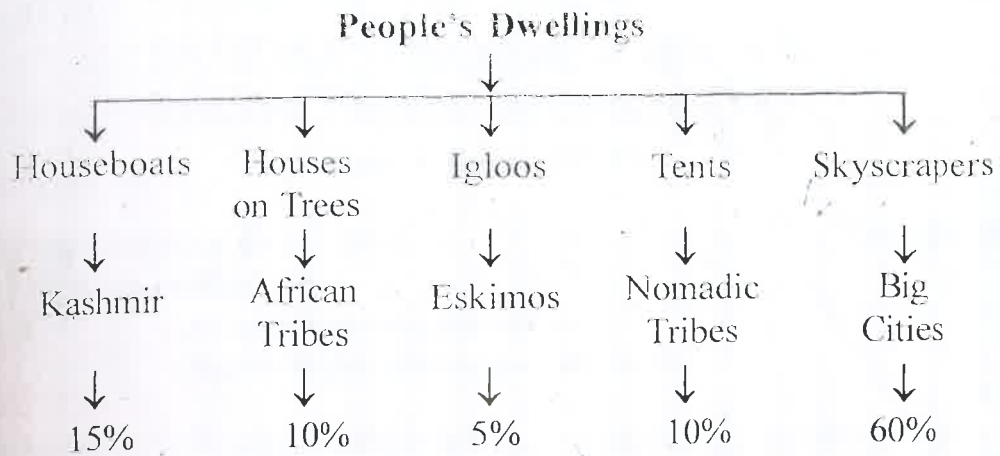 People's Dwellings
Houseboats
Houses
on Trees
Igloos
Tents
Skyscrapers
Kashmir
African
Tribes
Eskimos
Nomadic
Tribes
Big
Cities
15%
10%
5%
10%
60%